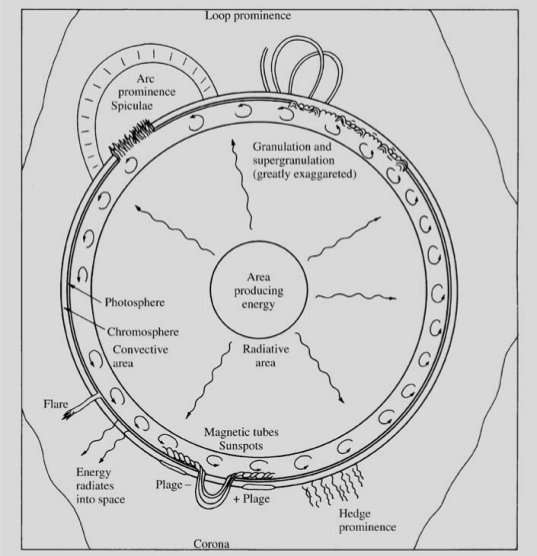 Loop prominence
Arc
prominence
Spiculae
Granulation and
supergranulation
(greatly exaggareted)
Area
producing
energy
Photosphere
Chromosphere
Convective
area
Radiative
area
Flare
Magnetic tubes
Sunspots
Energy
radiates
into space
Plage –
+ Plage
Hedge
prominence
Corona